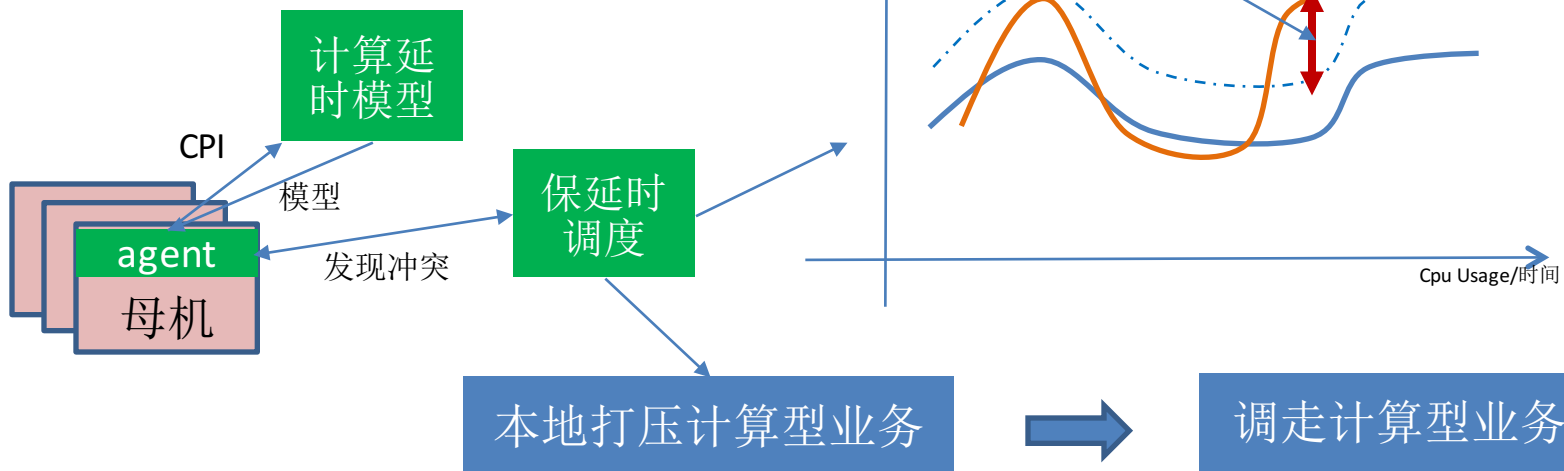 计算延
时模型
CPI
模型
保延时
调度
agent
发现冲突
母机
Cpu Usage/时间
本地打压计算型业务
调走计算型业务